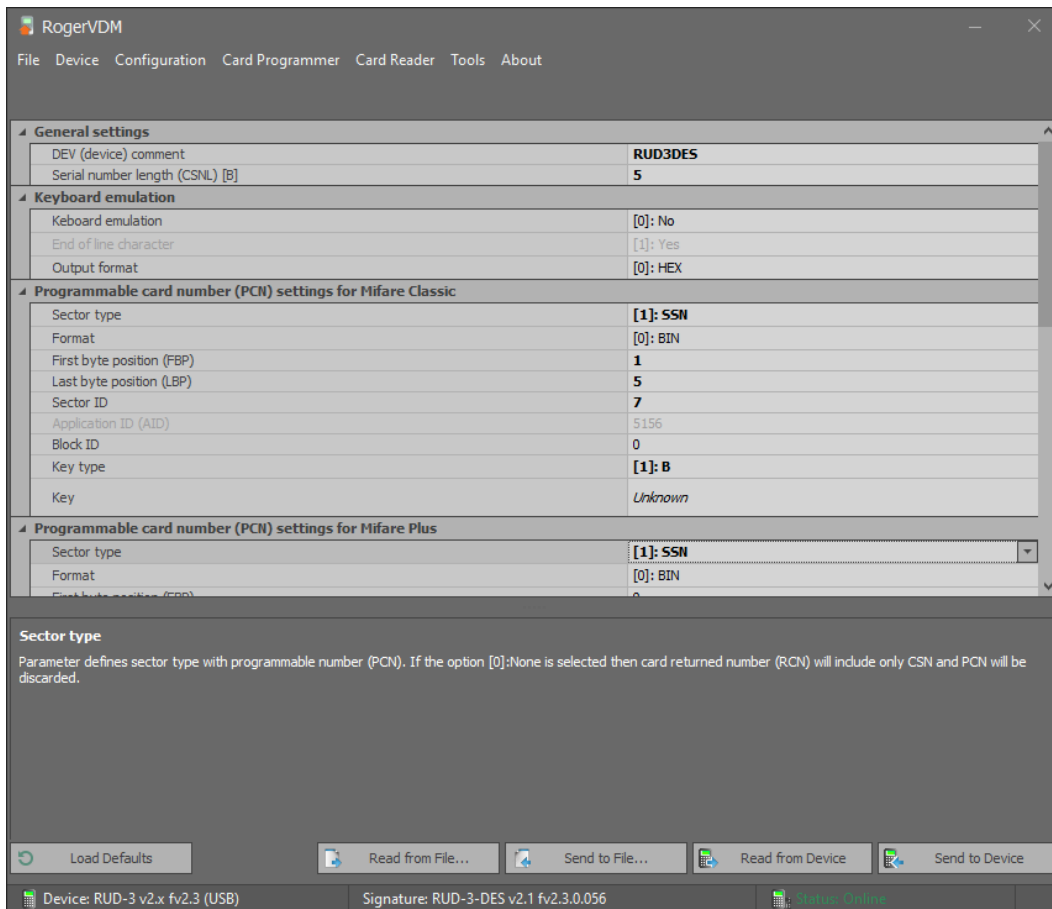 RogerVDM
File Device Configuration Card Programmer Card Reader Tools About
General settings
DEV (device) comment RUD3DES
Serial number length (CSNL) [B] 5
Keyboard emulation
Keboard emulation [0]: No
End of line character [1]: Yes
Output format [0]: HEX
Programmable card number (PCN) settings for Mifare Classic
Sector type [1]: SSN
Format [0]: BIN
First byte position (FBP) 1
Last byte position (LBP) 5
Sector ID 7
Application ID (AID) 5156
Block ID 0
Key type [1]: B
Key Unknown
Programmable card number (PCN) settings for Mifare Plus
Sector type [1]: SSN
Format [0]: BIN
First byte position (FBP)
Sector type
Parameter defines sector type with programmable number (PCN). If the option [0]:None is selected then card returned number (RCN) will include only CSN and PCN will be
discarded.
Load Defaults Read from File... Send to File... Read from Device Send to Device
Device: RUD-3 v2.x fv2.3 (USB) Signature: RUD-3-DES v2.1 fv2.3.0.056 Status: Online